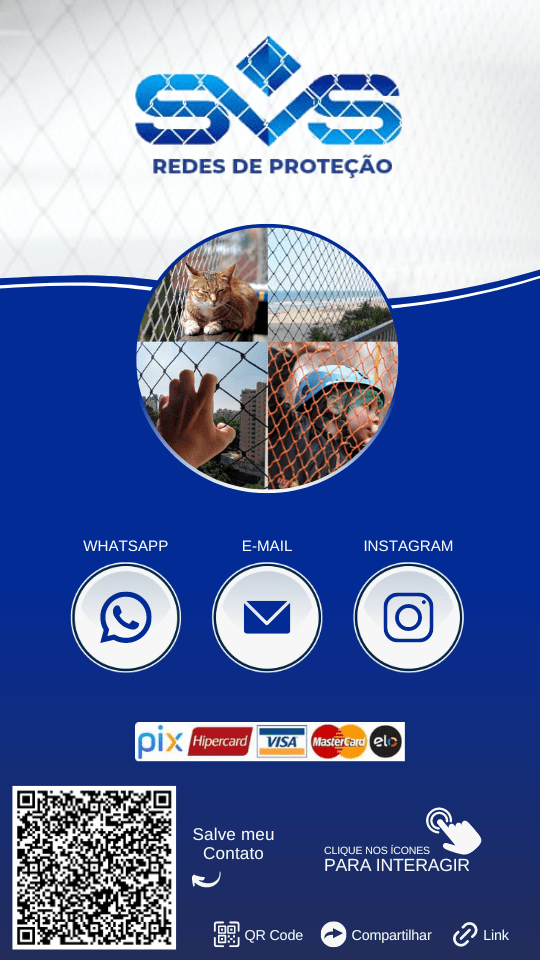 SVS
REDES DE PROTEÇÃO
WHATSAPP
E-MAIL
INSTAGRAM
pix
Hipercard
VISA
MasterCard
elo
Salve meu
Contato
CLIQUE NOS ÍCONES
PARA INTERAGIR
QR Code
Compartilhar
Link